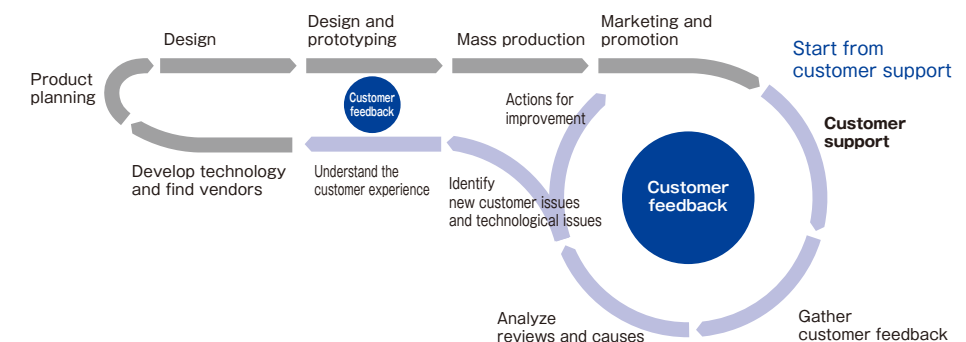 Design
Design and
prototyping
Mass production
Marketing and
promotion
Start from
customer support
Product
planning
Customer
feedback
Actions for
improvement
Customer
support
Develop technology
and find vendors
Understand the
customer experience
Identify
new customer issues
and technological issues
Customer
feedback
Analyze
reviews and causes
Gather
customer feedback